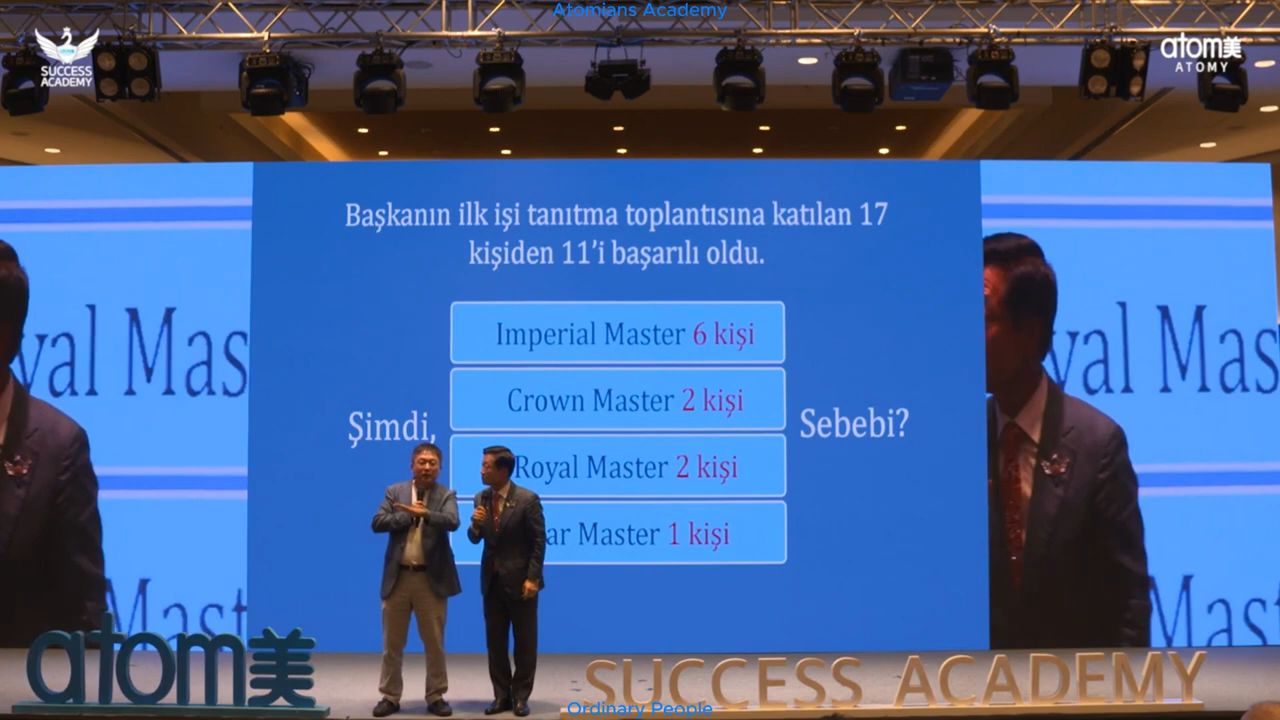 Atomians Academy
SUCCESS
ACADEMY
atom美
ATOMY
Başkanın ilk işi tanıtma toplantısına katılan 17
kişiden 11'i başarılı oldu.
Imperial Master 6 kişi
Crown Master 2 kişi
Şimdi,
Sebebi?
Royal Master 2 kişi
Master 1 kişi
atom美
SUCCESS ACADEMY
Ordinary People